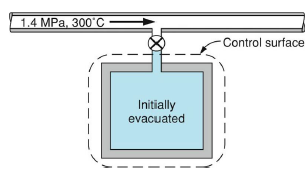 1.4 MPa, 300˚C
Control surface
Initially
evacuated